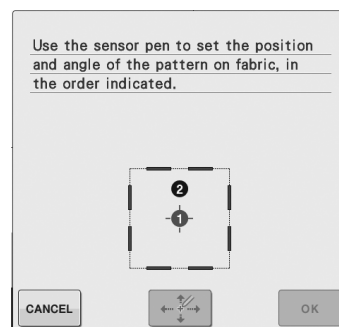 Use the sensor pen to set the position
and angle of the pattern on fabric, in
the order indicated.
2
1
CANCEL
OK